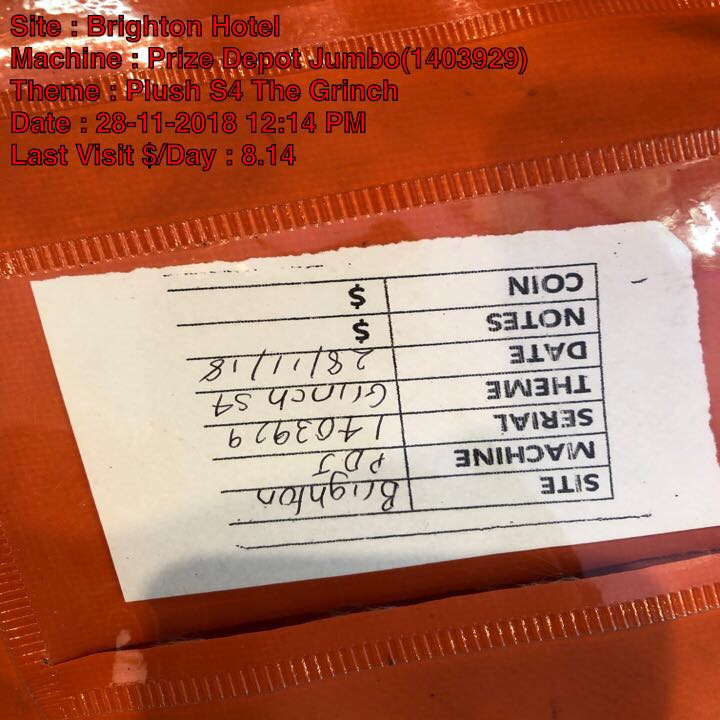 Site : Brighton Hotel
Machine : Prize Depot Jumbo(1403929)
Theme : Plush S4 The Grinch
Date : 28-11-2018 12:14 PM
Last Visit $/Day : 8.14
SITE Brighton
MACHINE PDJ
SERIAL 1403929
THEME Grinch S4
DATE 28/11/18
NOTES $
COIN $